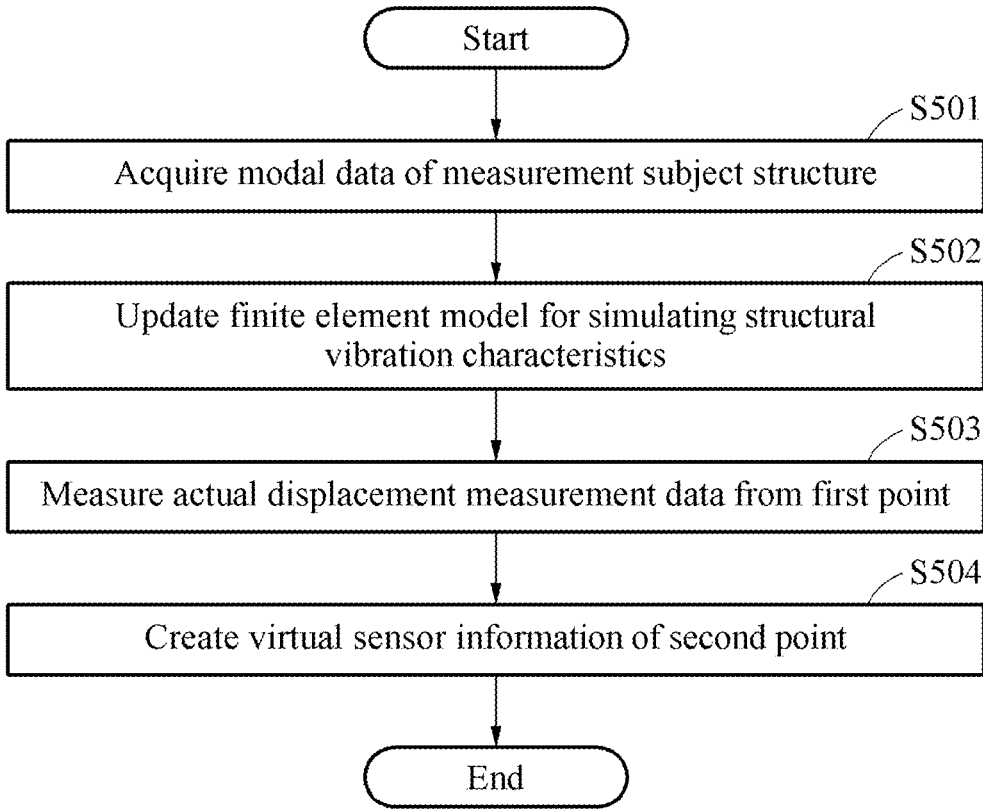 Start
S501
Acquire modal data of measurement subject structure
S502
Update finite element model for simulating structural
vibration characteristics
S503
Measure actual displacement measurement data from first point
S504
Create virtual sensor information of second point
End